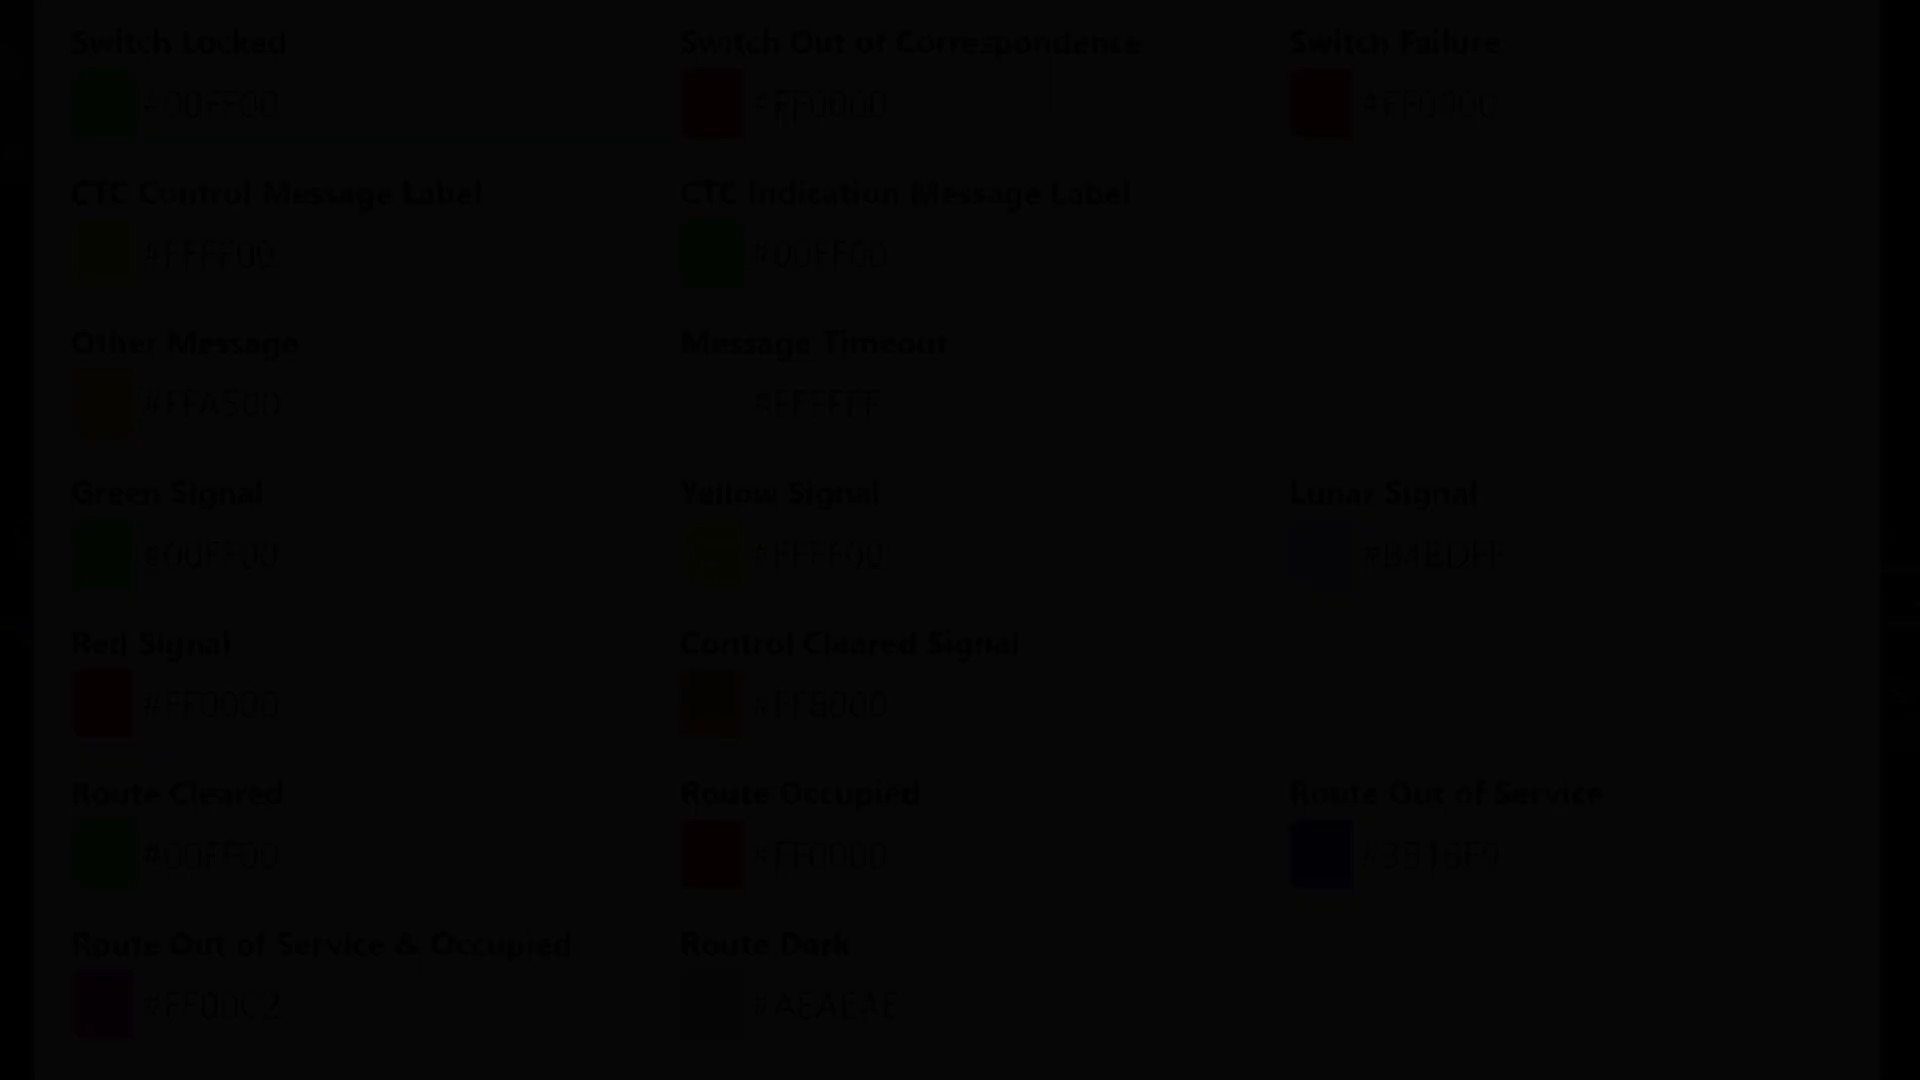 Switch Locked Switch Out of Correspondence Switch Failure
#00FF00 #FF0000 #FF0000
CTC Control Message Label CTC Indication Message Label
#FFFF00 #00FF00
Other Message Message Timeout
#FFA500 #FFFFFF
Green Signal Yellow Signal Lunar Signal
#00FF00 #FFFF00 #B4BDFF
Red Signal Control Cleared Signal
#FF0000 #FF8000
Route Cleared Route Occupied Route Out of Service
#00FF00 #FF0000
Route Out of Service & Occupied Route Dark
#FF00C2 #AEAEAE